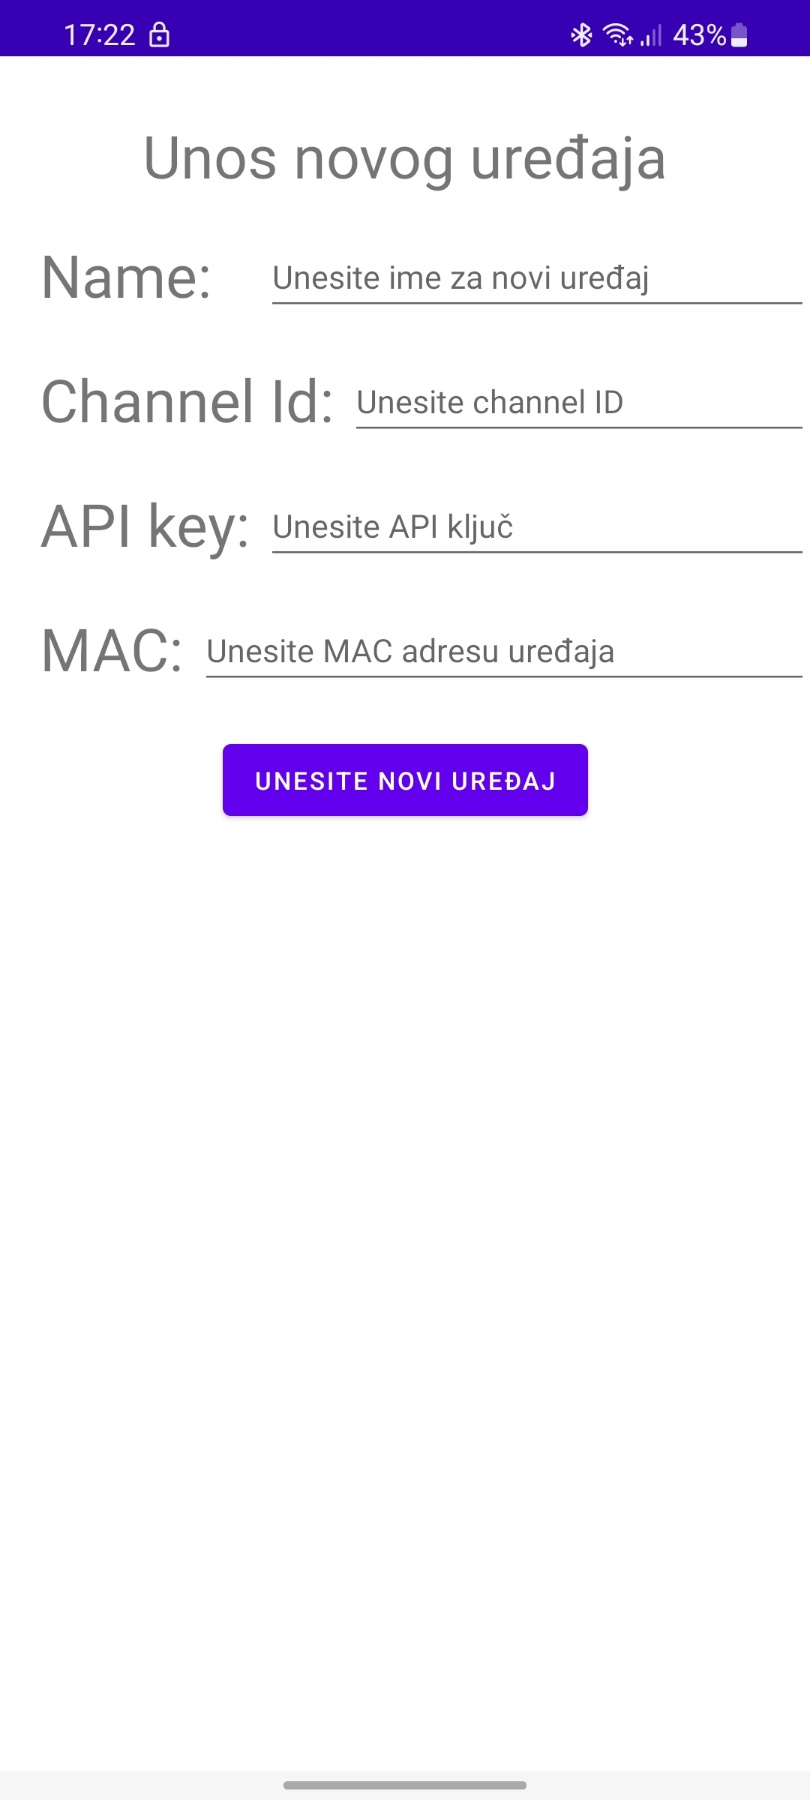 17:22 43%
Unos novog uređaja
Name: Unesite ime za novi uređaj
Channel Id: Unesite channel ID
API key: Unesite API ključ
MAC: Unesite MAC adresu uređaja
UNESITE NOVI UREĐAJ